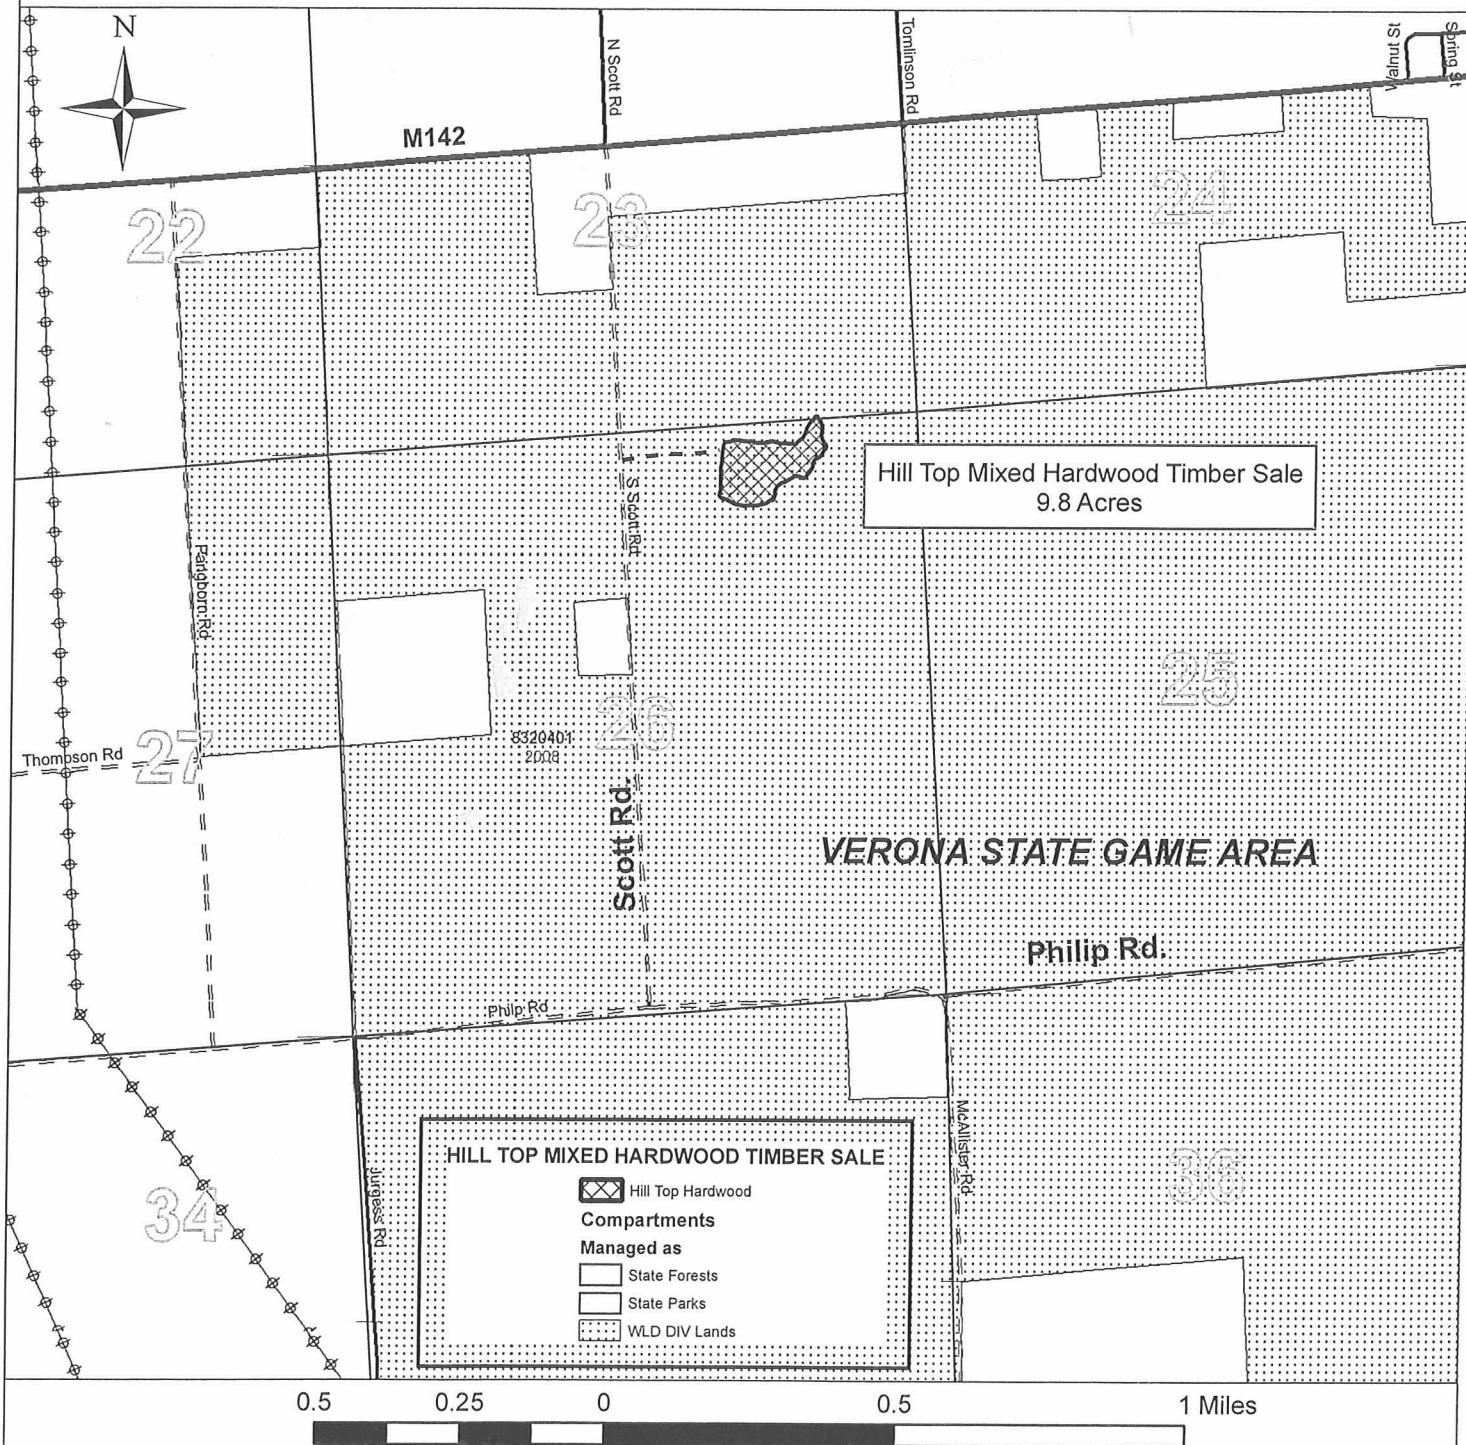 N
N Scott Rd
Tomlinson Rd
Walnut St
Spring St
M142
22
23
24
Hill Top Mixed Hardwood Timber Sale
9.8 Acres
S Scott Rd
Pangborn Rd
25
26
8320401
2008
Thompson Rd
27
Scott Rd.
VERONA STATE GAME AREA
Philip Rd.
Philp Rd
McAllister Rd
Jurgess Rd
34
36
HILL TOP MIXED HARDWOOD TIMBER SALE
Hill Top Hardwood
Compartments
Managed as
State Forests
State Parks
WLD DIV Lands
0.5 0.25 0 0.5 1 Miles